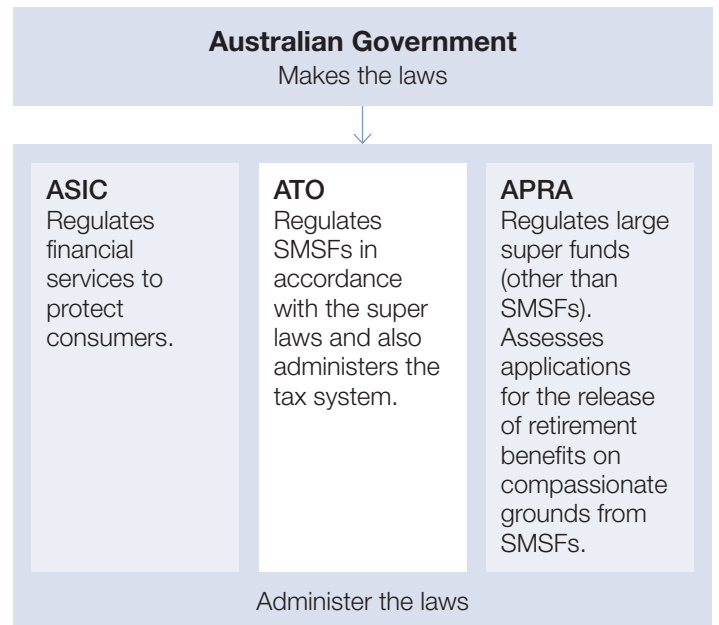 Australian Government
Makes the laws
ASIC
Regulates
financial
services to
protect
consumers.
ATO
Regulates
SMSFs in
accordance
with the super
laws and also
administers the
tax system.
APRA
Regulates large
super funds
(other than
SMSFs).
Assesses
applications
for the release
of retirement
benefits on
compassionate
grounds from
SMSFs.
Administer the laws